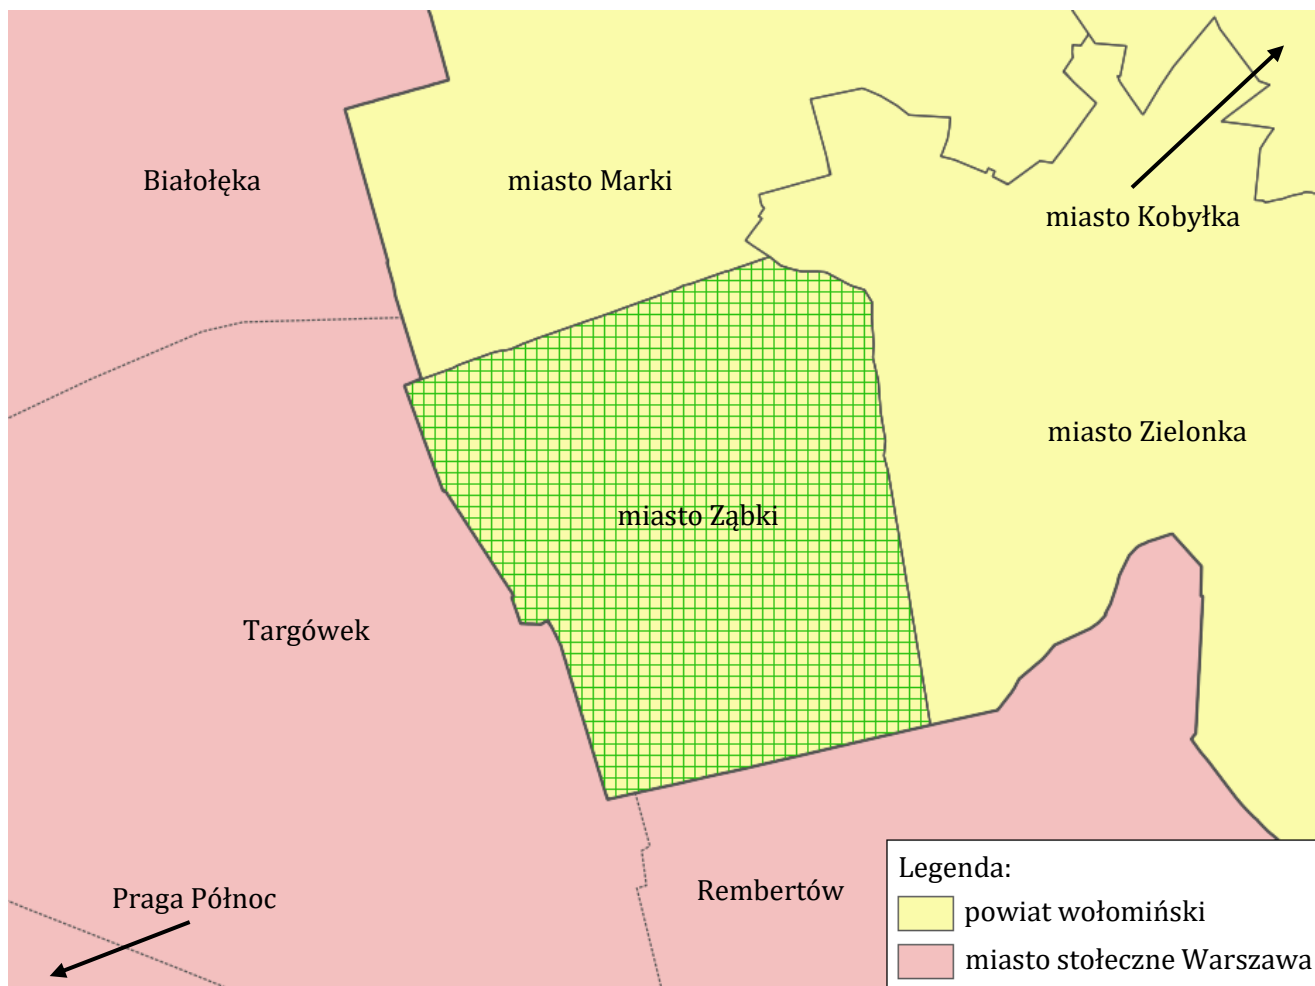 Białołęka
miasto Marki
miasto Kobyłka
miasto Zielonka
miasto Ząbki
Targówek
Praga Północ
Rembertów
Legenda:
powiat wołomiński
miasto stołeczne Warszawa